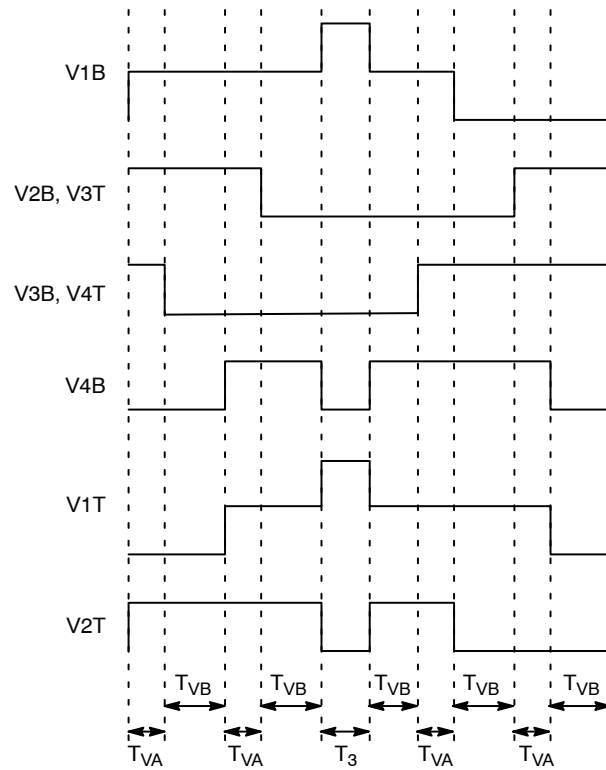 V1B
V2B, V3T
V3B, V4T
V4B
V1T
V2T
TVB TVB TVB TVB TVB
TVA TVA T3 TVA TVA